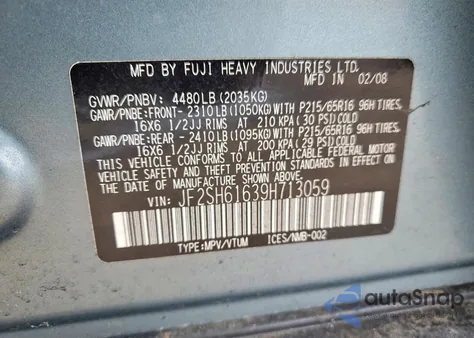 MFD BY FUJI HEAVY INDUSTRIES LTD.
MFD IN 02/08
GVWR/PNBV: 4480LB(2035KG)
GAWR/PNBE:FRONT- 2310LB(1050KG)WITH P215/65R16 96H TIRES,
16X6 1/2JJ RIMS AT 210 KPA (30 PSI)COLD
GAWR/PNBE:REAR- 2410LB(1095KG)WITH P215/65R16 96H TIRES,
16X6 1/2JJ RIMS AT 200 KPA (29 PSI)COLD
THIS VEHICLE CONFORMS TO ALL APPLICABLE
FEDERAL MOTOR VEHICLE SAFETY
STANDARDS IN EFFECT ON THE DATE OF
MANUFACTURE SHOWN ABOVE.
VIN: JF2SH61639H713059
TYPE:MPV/VTUM ICES/NMB-002
autoSnap